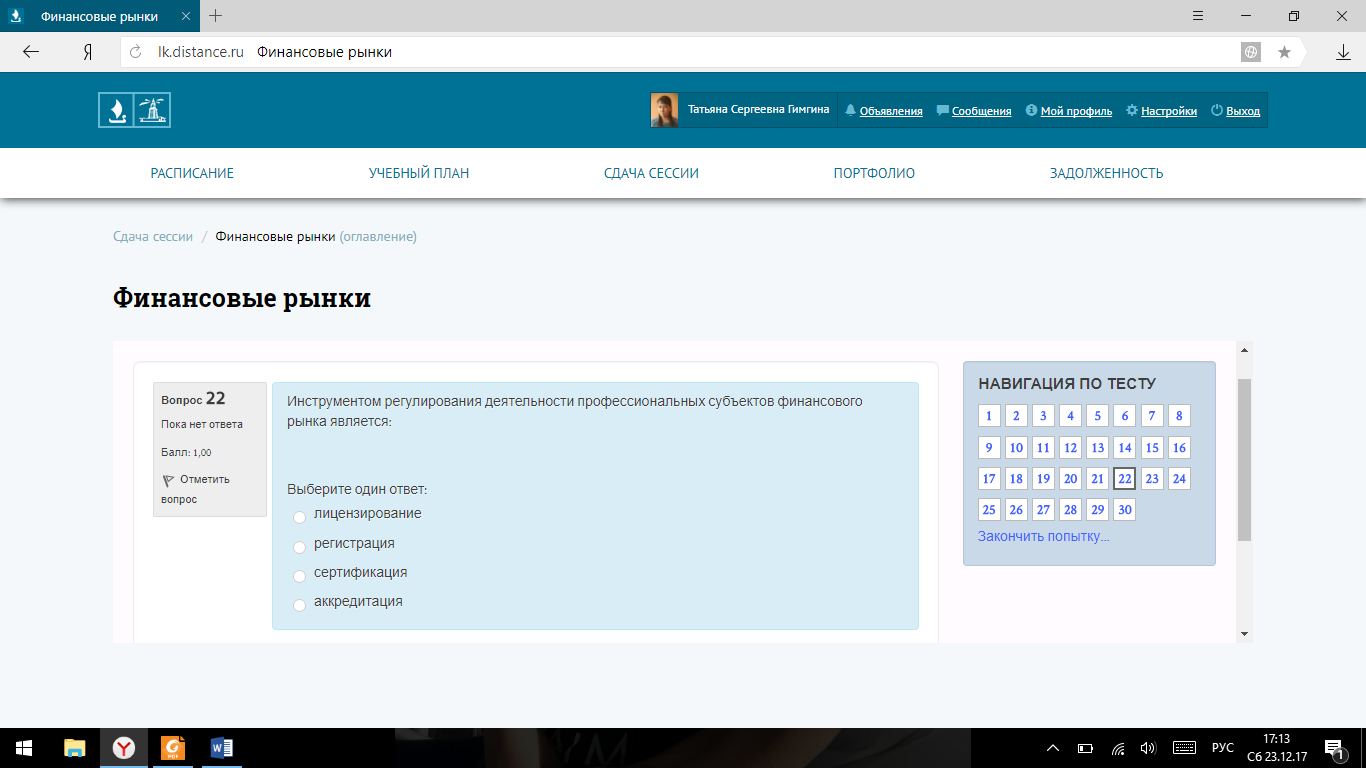 Финансовые рынки
Я
lk.distance.ru Финансовые рынки
Татьяна Сергеевна Гимгина Объявления Сообщения Мой профиль Настройки Выход
РАСПИСАНИЕ УЧЕБНЫЙ ПЛАН СДАЧА СЕССИИ ПОРТФОЛИО ЗАДОЛЖЕННОСТЬ
Сдача сессии / Финансовые рынки (оглавление)
Финансовые рынки
Вопрос 22
Пока нет ответа
Балл: 1,00
Отметить
вопрос
Инструментом регулирования деятельности профессиональных субъектов финансового
рынка является:
Выберите один ответ:
лицензирование
регистрация
сертификация
аккредитация
НАВИГАЦИЯ ПО ТЕСТУ
1 2 3 4 5 6 7 8
9 10 11 12 13 14 15 16
17 18 19 20 21 22 23 24
25 26 27 28 29 30
Закончить попытку...
Y
PDF
W
РУС
17:13
Сб 23.12.17
1